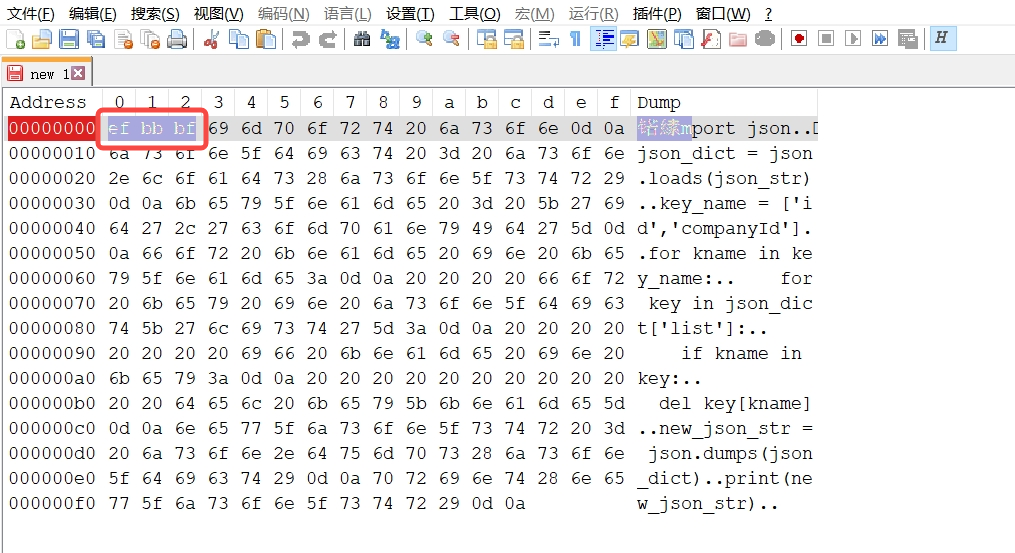 文件(F) 编辑(E) 搜索(S) 视图(V) 编码(N) 语言(L) 设置(T) 工具(O) 宏(M) 运行(R) 插件(P) 窗口(W) ?
H
new 1
Address 0 1 2 3 4 5 6 7 8 9 a b c d e f Dump
00000000 ef bb bf 69 6d 70 6f 72 74 20 6a 73 6f 6e 0d 0a 锘縨port json..
00000010 6a 73 6f 6e 5f 64 69 63 74 20 3d 20 6a 73 6f 6e json_dict = json
00000020 2e 6c 6f 61 64 73 28 6a 73 6f 6e 5f 73 74 72 29 .loads(json_str)
00000030 0d 0a 6b 65 79 5f 6e 61 6d 65 20 3d 20 5b 27 69 ..key_name = ['i
00000040 64 27 2c 27 63 6f 6d 70 61 6e 79 49 64 27 5d 0d d','companyId'].
00000050 0a 66 6f 72 20 6b 6e 61 6d 65 20 69 6e 20 6b 65 .for kname in ke
00000060 79 5f 6e 61 6d 65 3a 0d 0a 20 20 20 20 66 6f 72 y_name:..    for
00000070 20 6b 65 79 20 69 6e 20 6a 73 6f 6e 5f 64 69 63  key in json_dic
00000080 74 5b 27 6c 69 73 74 27 5d 3a 0d 0a 20 20 20 20 t['list']:..
00000090 20 20 20 20 69 66 20 6b 6e 61 6d 65 20 69 6e 20     if kname in
000000a0 6b 65 79 3a 0d 0a 20 20 20 20 20 20 20 20 20 20 key:..
000000b0 20 20 64 65 6c 20 6b 65 79 5b 6b 6e 61 6d 65 5d   del key[kname]
000000c0 0d 0a 6e 65 77 5f 6a 73 6f 6e 5f 73 74 72 20 3d ..new_json_str =
000000d0 20 6a 73 6f 6e 2e 64 75 6d 70 73 28 6a 73 6f 6e  json.dumps(json
000000e0 5f 64 69 63 74 29 0d 0a 70 72 69 6e 74 28 6e 65 _dict)..print(ne
000000f0 77 5f 6a 73 6f 6e 5f 73 74 72 29 0d 0a w_json_str)..